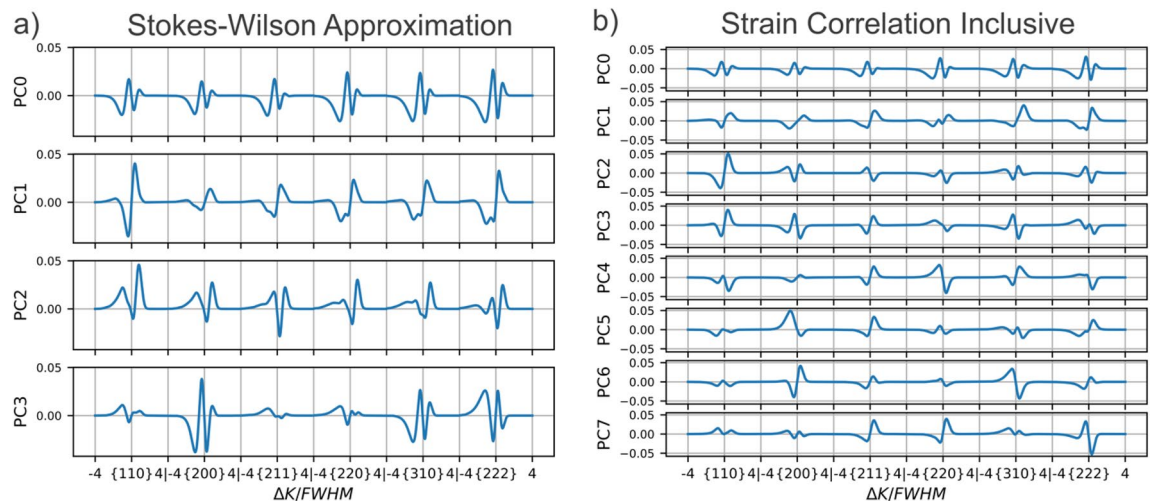 a) Stokes-Wilson Approximation
0.05
PC0
0.00
0.05
PC1
0.00
0.05
PC2
0.00
0.05
PC3
0.00
-4 {110} 4|-4 {200} 4|-4 {211} 4|-4 {220} 4|-4 {310} 4|-4 {222} 4
ΔK/FWHM
b) Strain Correlation Inclusive
0.05
PC0
0.00
−0.05
0.05
PC1
0.00
−0.05
0.05
PC2
0.00
−0.05
0.05
PC3
0.00
−0.05
0.05
PC4
0.00
−0.05
0.05
PC5
0.00
−0.05
0.05
PC6
0.00
−0.05
0.05
PC7
0.00
−0.05
-4 {110} 4|-4 {200} 4|-4 {211} 4|-4 {220} 4|-4 {310} 4|-4 {222} 4
ΔK/FWHM